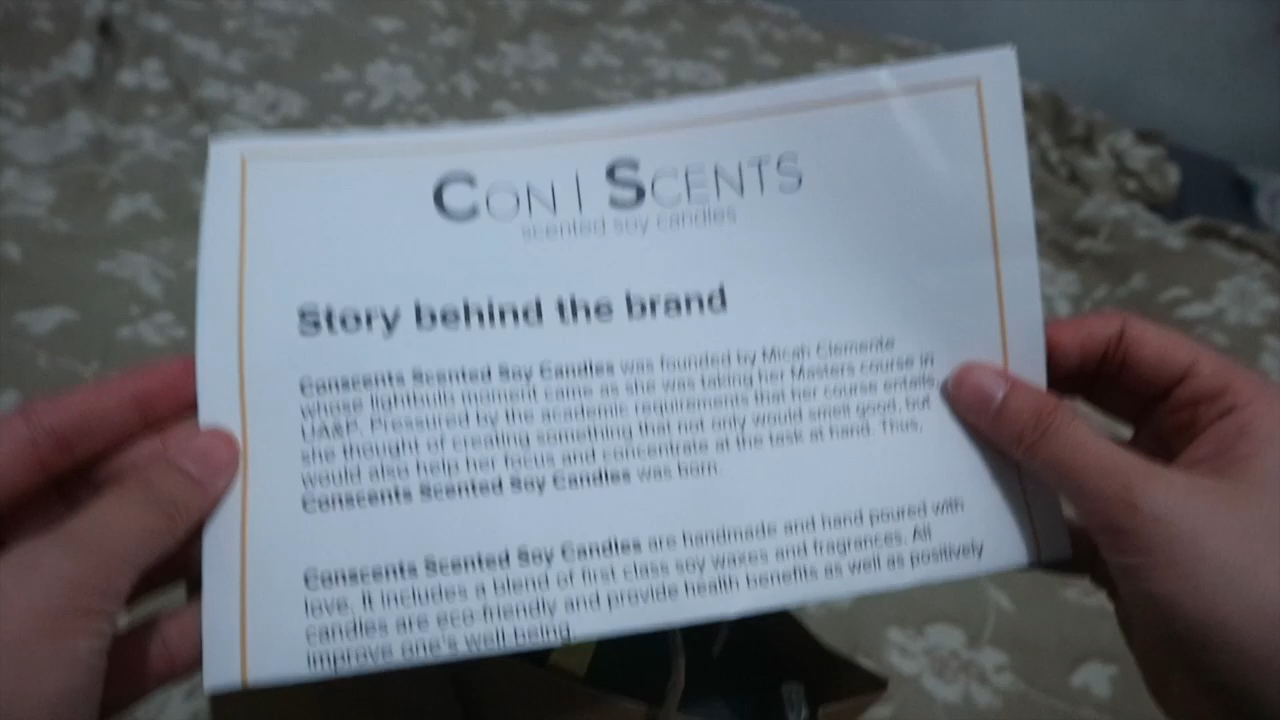 CON | SCENTS
scented soy candles
Story behind the brand
Conscents Scented Soy Candles was founded by Micah Clemente
whose lightbulb moment came as she was taking her Masters course in
UA&P. Pressured by the academic requirements that her course entails,
she thought of creating something that not only would smell good, but
would also help her focus and concentrate at the task at hand. Thus,
Conscents Scented Soy Candles was born.
Conscents Scented Soy Candles are handmade and hand poured with
love. It includes a blend of first class soy waxes and fragrances. All
candles are eco-friendly and provide health benefits as well as positively
improve one's well being.